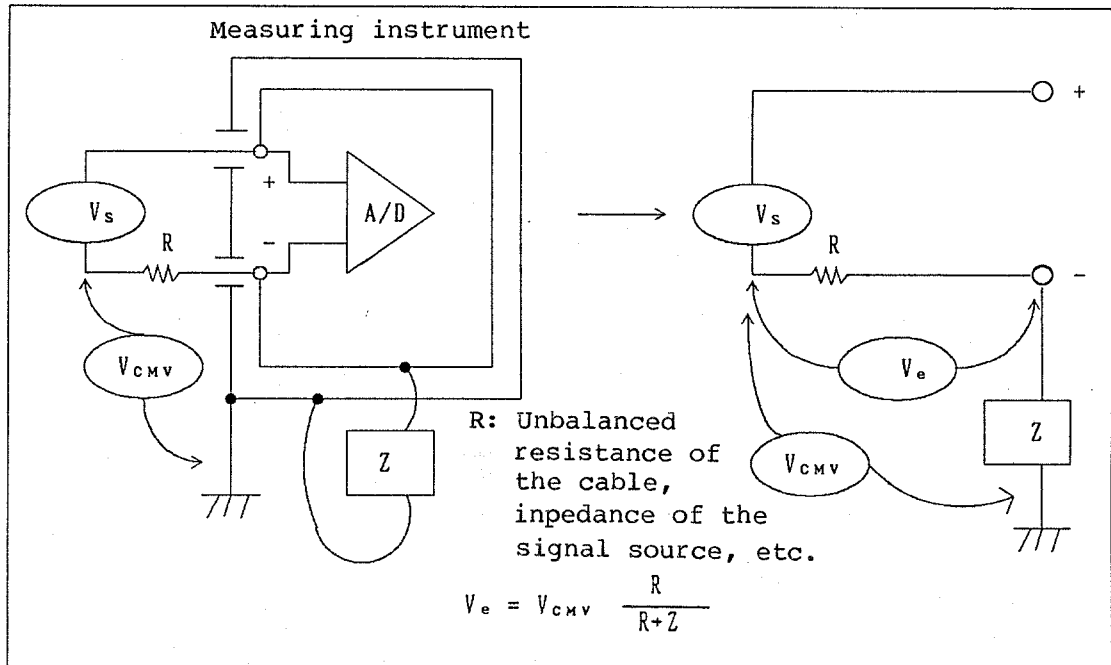 Measuring instrument
+
-
A/D
Vs
R
VCMV
Z
+
-
Vs
R
Ve
VCMV
Z
R: Unbalanced
resistance of
the cable,
inpedance of the
signal source, etc.
Ve = VCMV R / R+Z